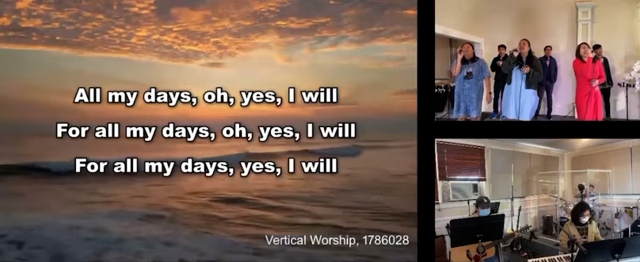 All my days, oh, yes, I will
For all my days, oh, yes, I will
For all my days, yes, I will
Vertical Worship, 1786028